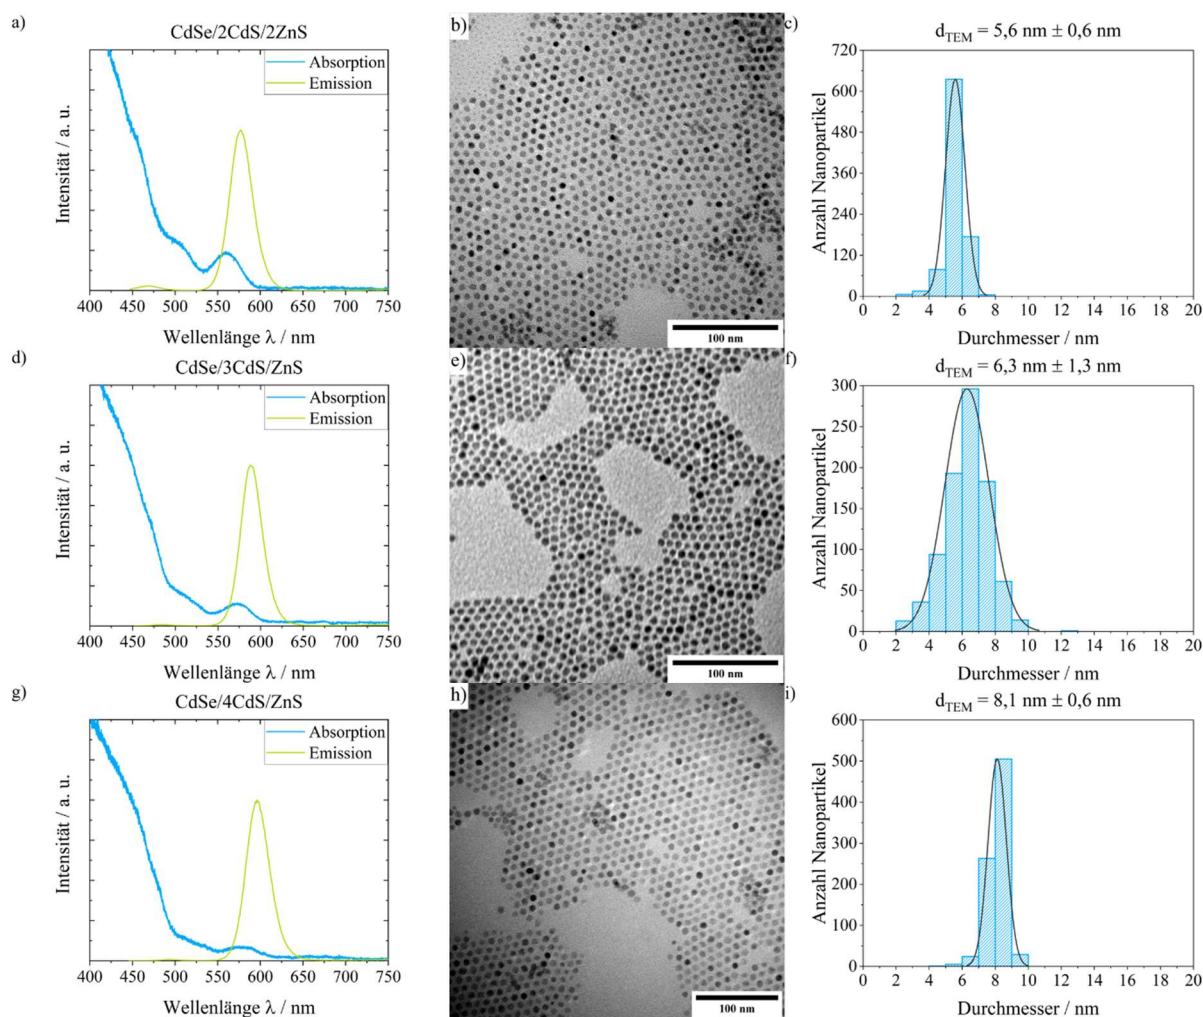 a)
CdSe/2CdS/2ZnS
Absorption
Emission
Intensität / a. u.
400 450 500 550 600 650 700 750
Wellenlänge λ / nm
b)
100 nm
c)
d_TEM = 5,6 nm ± 0,6 nm
Anzahl Nanopartikel
720
600
480
360
240
120
0
0 2 4 6 8 10 12 14 16 18 20
Durchmesser / nm
d)
CdSe/3CdS/ZnS
Absorption
Emission
Intensität / a. u.
400 450 500 550 600 650 700 750
Wellenlänge λ / nm
e)
100 nm
f)
d_TEM = 6,3 nm ± 1,3 nm
Anzahl Nanopartikel
300
250
200
150
100
50
0
0 2 4 6 8 10 12 14 16 18 20
Durchmesser / nm
g)
CdSe/4CdS/ZnS
Absorption
Emission
Intensität / a. u.
400 450 500 550 600 650 700 750
Wellenlänge λ / nm
h)
100 nm
i)
d_TEM = 8,1 nm ± 0,6 nm
Anzahl Nanopartikel
600
500
400
300
200
100
0
0 2 4 6 8 10 12 14 16 18 20
Durchmesser / nm